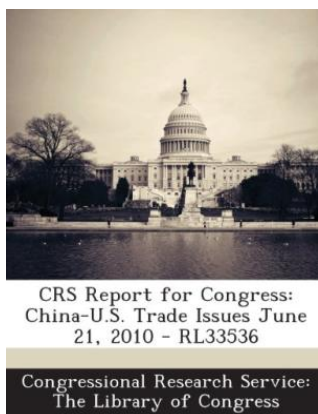 CRS Report for Congress:
China-U.S. Trade Issues June
21, 2010 - RL33536
Congressional Research Service:
The Library of Congress